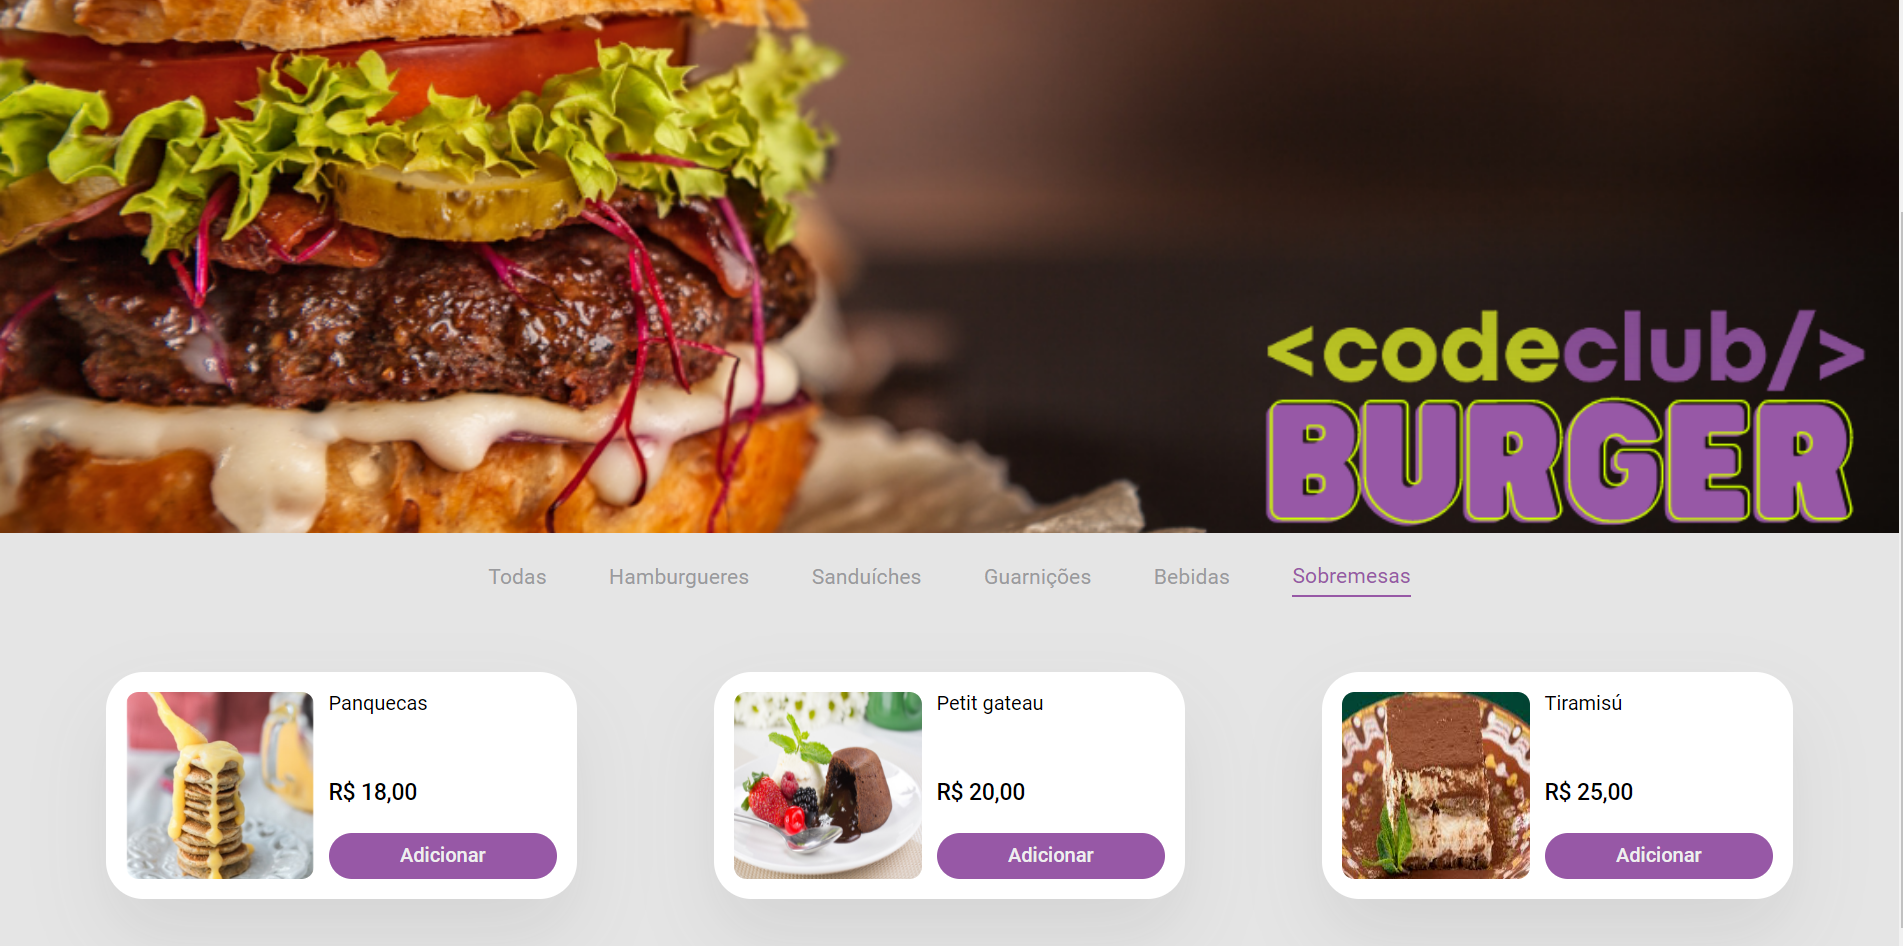 <codeclub/>
BURGER
Todas
Hamburgueres
Sanduíches
Guarnições
Bebidas
Sobremesas
Panquecas
R$ 18,00
Adicionar
Petit gateau
R$ 20,00
Adicionar
Tiramisú
R$ 25,00
Adicionar